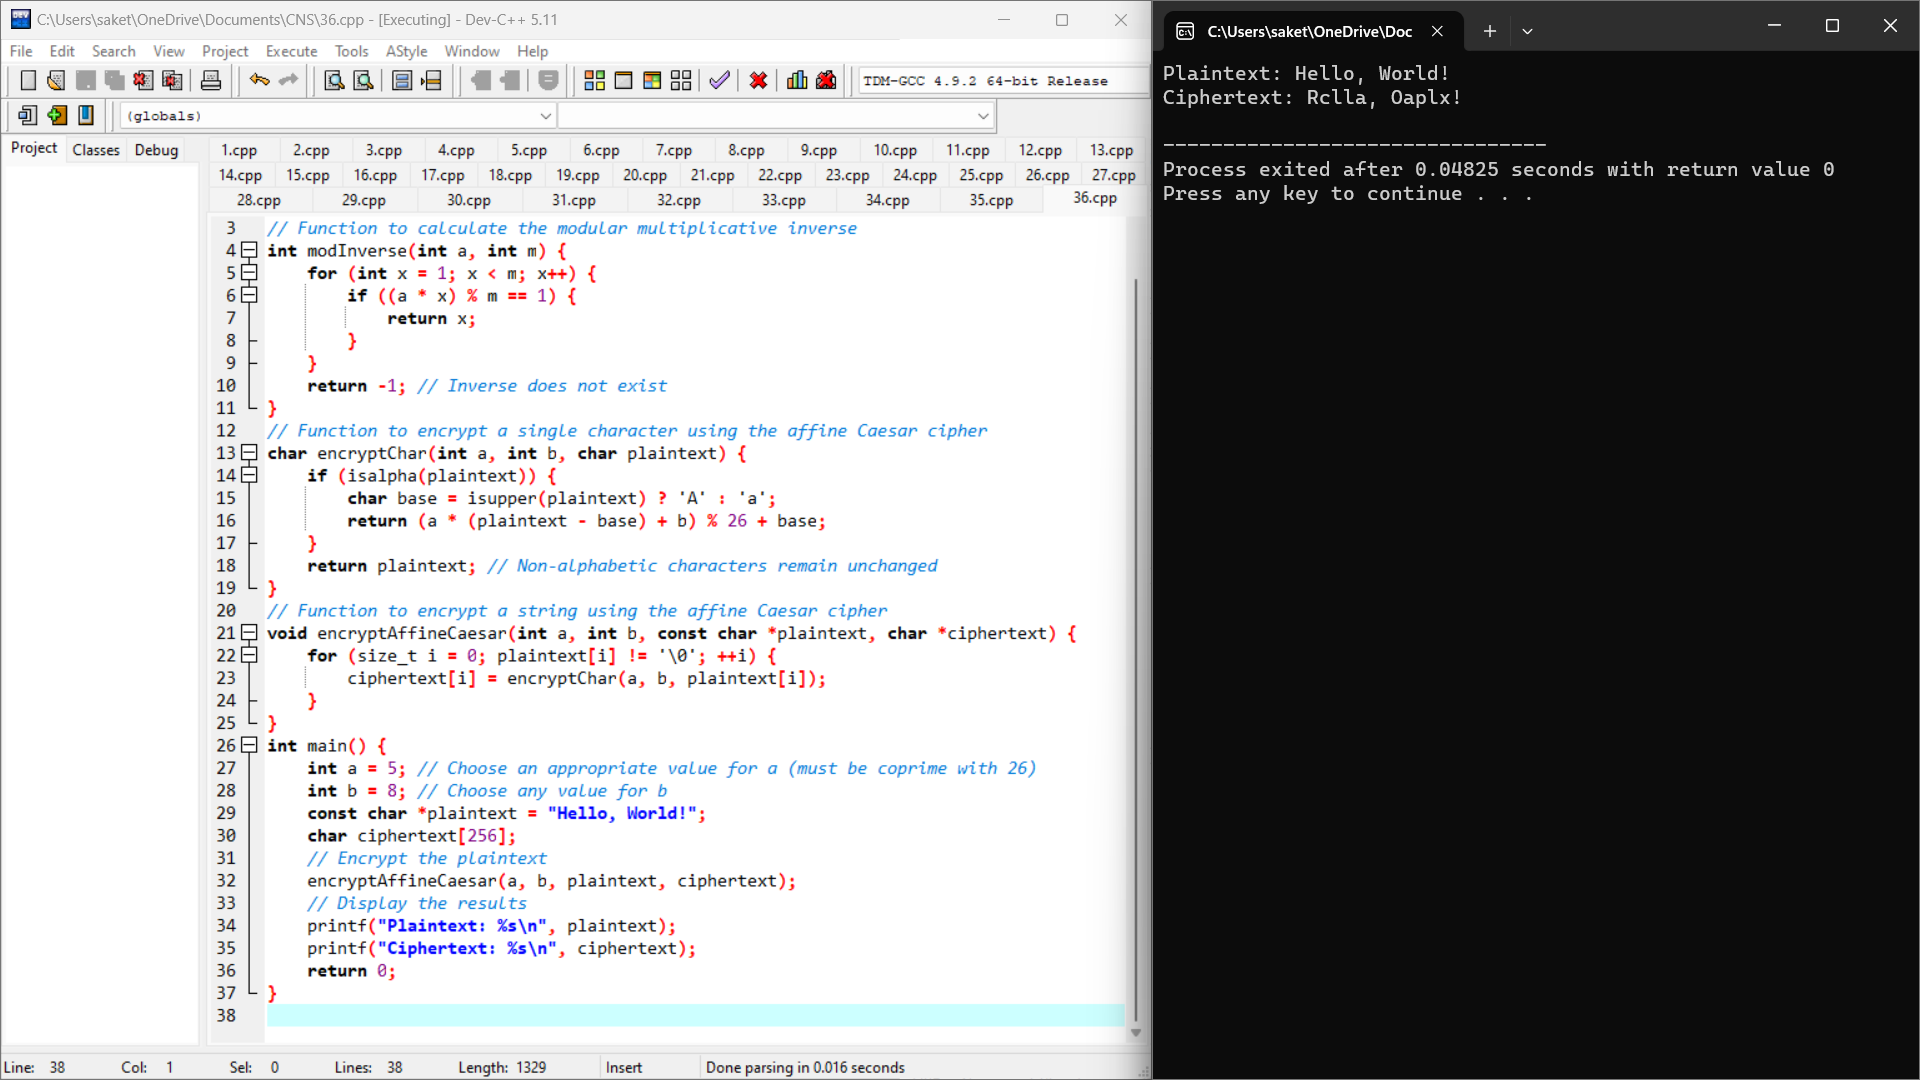 C:\Users\saket\OneDrive\Documents\CNS\36.cpp - [Executing] - Dev-C++ 5.11
File Edit Search View Project Execute Tools AStyle Window Help
TDM-GCC 4.9.2 64-bit Release
(globals)
Project Classes Debug
1.cpp 2.cpp 3.cpp 4.cpp 5.cpp 6.cpp 7.cpp 8.cpp 9.cpp 10.cpp 11.cpp 12.cpp 13.cpp
14.cpp 15.cpp 16.cpp 17.cpp 18.cpp 19.cpp 20.cpp 21.cpp 22.cpp 23.cpp 24.cpp 25.cpp 26.cpp 27.cpp
28.cpp 29.cpp 30.cpp 31.cpp 32.cpp 33.cpp 34.cpp 35.cpp 36.cpp
3 // Function to calculate the modular multiplicative inverse
4 int modInverse(int a, int m) {
5 for (int x = 1; x < m; x++) {
6 if ((a * x) % m == 1) {
7 return x;
8 }
9 }
10 return -1; // Inverse does not exist
11 }
12 // Function to encrypt a single character using the affine Caesar cipher
13 char encryptChar(int a, int b, char plaintext) {
14 if (isalpha(plaintext)) {
15 char base = isupper(plaintext) ? 'A' : 'a';
16 return (a * (plaintext - base) + b) % 26 + base;
17 }
18 return plaintext; // Non-alphabetic characters remain unchanged
19 }
20 // Function to encrypt a string using the affine Caesar cipher
21 void encryptAffineCaesar(int a, int b, const char *plaintext, char *ciphertext) {
22 for (size_t i = 0; plaintext[i] != '\0'; ++i) {
23 ciphertext[i] = encryptChar(a, b, plaintext[i]);
24 }
25 }
26 int main() {
27 int a = 5; // Choose an appropriate value for a (must be coprime with 26)
28 int b = 8; // Choose any value for b
29 const char *plaintext = "Hello, World!";
30 char ciphertext[256];
31 // Encrypt the plaintext
32 encryptAffineCaesar(a, b, plaintext, ciphertext);
33 // Display the results
34 printf("Plaintext: %s\n", plaintext);
35 printf("Ciphertext: %s\n", ciphertext);
36 return 0;
37 }
38
Line: 38 Col: 1 Sel: 0 Lines: 38 Length: 1329 Insert Done parsing in 0.016 seconds
C:\Users\saket\OneDrive\Doc
Plaintext: Hello, World!
Ciphertext: Rclla, Oaplx!
--------------------------------
Process exited after 0.04825 seconds with return value 0
Press any key to continue . . .